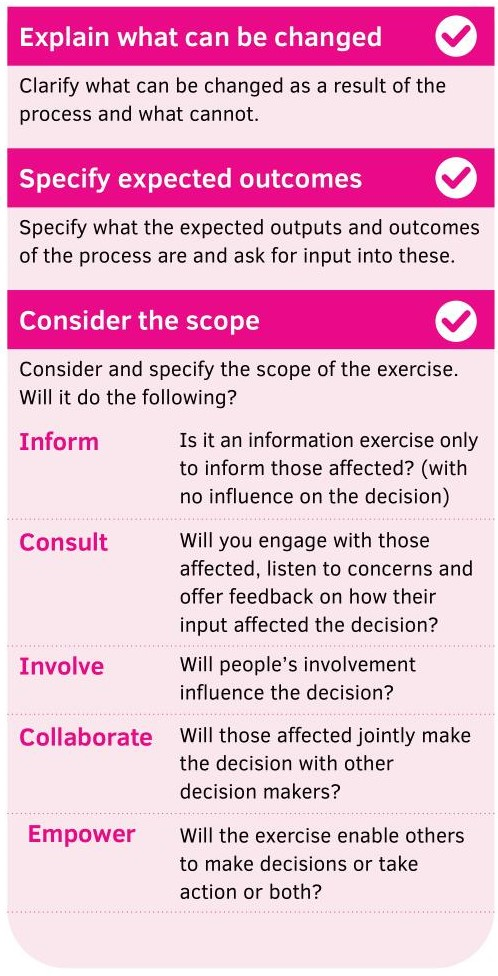 Explain what can be changed
Clarify what can be changed as a result of the
process and what cannot.
Specify expected outcomes
Specify what the expected outputs and outcomes
of the process are and ask for input into these.
Consider the scope
Consider and specify the scope of the exercise.
Will it do the following?
Inform
Is it an information exercise only
to inform those affected? (with
no influence on the decision)
Consult
Will you engage with those
affected, listen to concerns and
offer feedback on how their
input affected the decision?
Involve
Will people’s involvement
influence the decision?
Collaborate
Will those affected jointly make
the decision with other
decision makers?
Empower
Will the exercise enable others
to make decisions or take
action or both?